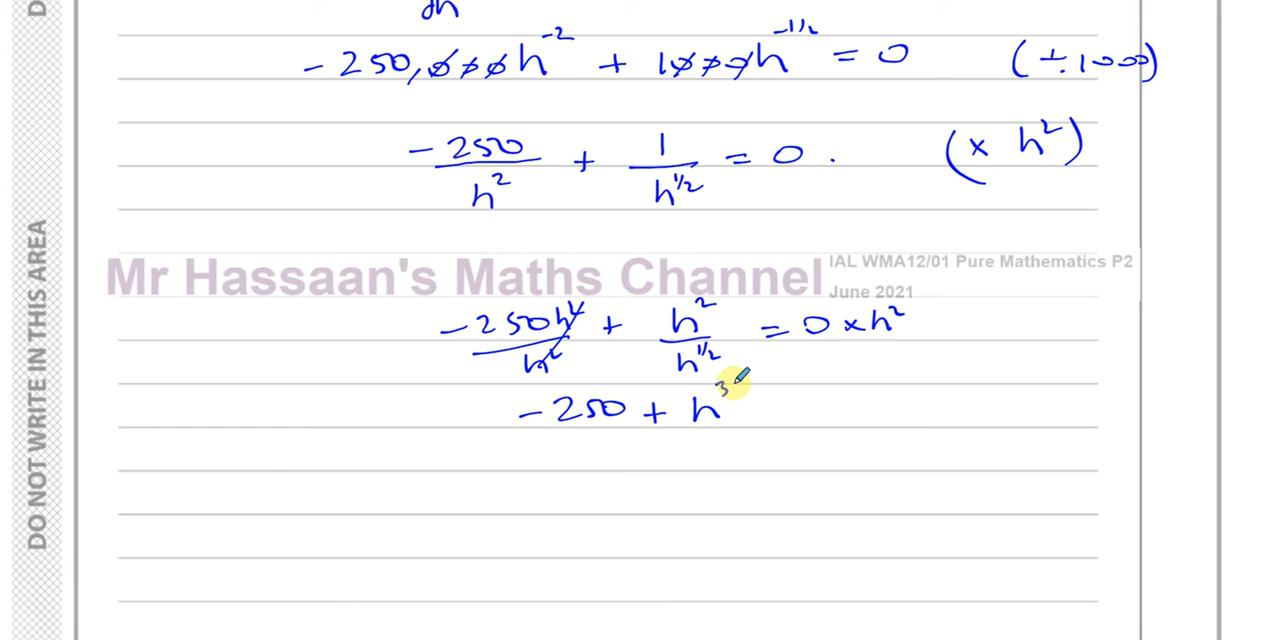 dh
-250,000h^-2 + 1000h^-1/2 = 0 (÷1000)
-250/h^2 + 1/h^1/2 = 0. (x h^2)
Mr Hassaan's Maths Channel
IAL WMA12/01 Pure Mathematics P2
June 2021
-250h^2/h^2 + h^2/h^1/2 = 0 x h^2
-250 + h^3
DO NOT WRITE IN THIS AREA
D